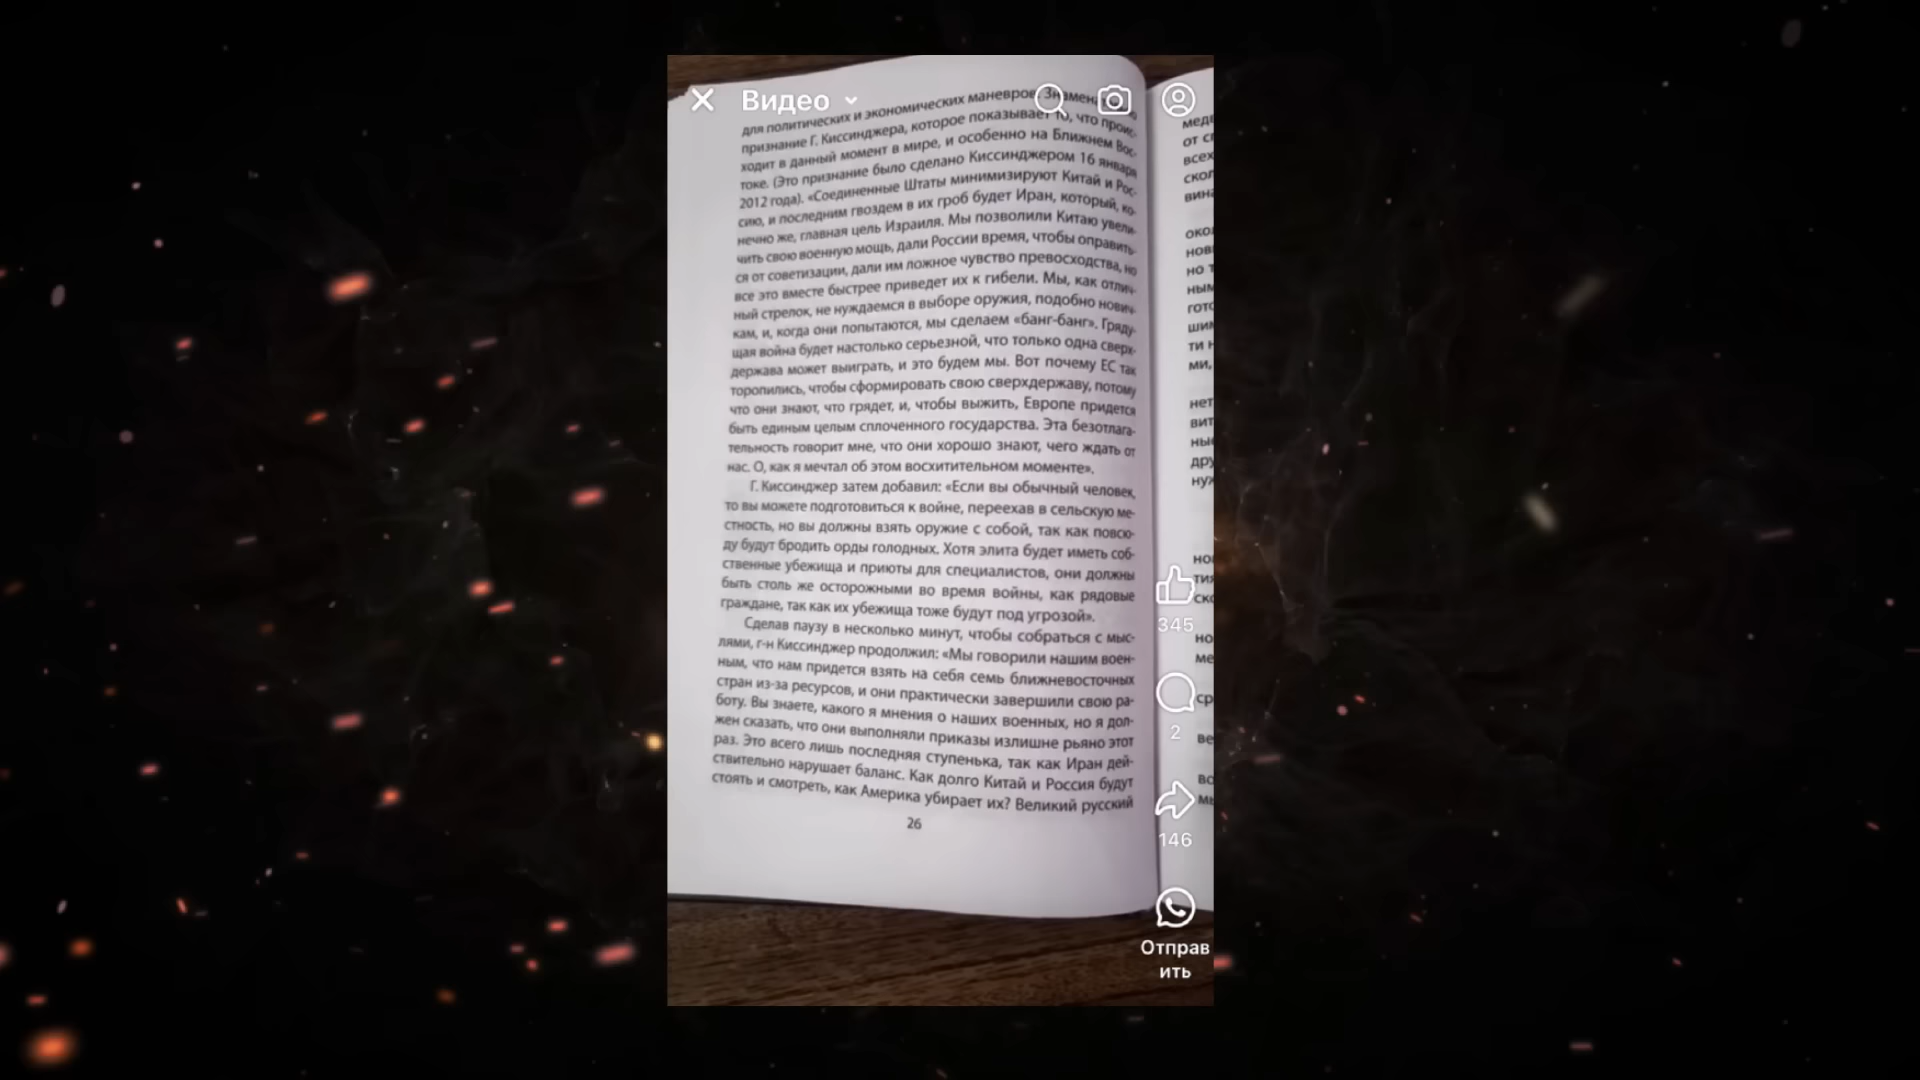 Видео
для политических и экономических маневров.
признание Г. Киссинджера, которое показывает то, что проис-
ходит в данный момент в мире, и особенно на Ближнем Вос-
токе. (Это признание было сделано Киссинджером 16 января
2012 года). «Соединенные Штаты минимизируют Китай и Рос-
сию, и последним гвоздем в их гроб будет Иран, который, ко-
нечно же, главная цель Израиля. Мы позволили Китаю увели-
чить свою военную мощь, дали России время, чтобы оправить-
ся от советизации, дали им ложное чувство превосходства, но
все это вместе быстрее приведет их к гибели. Мы, как отлич-
ный стрелок, не нуждаемся в выборе оружия, подобно нович-
кам, и, когда они попытаются, мы сделаем «банг-банг». Гряду-
щая война будет настолько серьезной, что только одна сверх-
держава может выиграть, и это будем мы. Вот почему ЕС так
торопились, чтобы сформировать свою сверхдержаву, потому
что они знают, что грядет, и, чтобы выжить, Европе придется
быть единым целым сплоченного государства. Эта безотлага-
тельность говорит мне, что они хорошо знают, чего ждать от
нас. О, как я мечтал об этом восхитительном моменте».
Г. Киссинджер затем добавил: «Если вы обычный человек,
то вы можете подготовиться к войне, переехав в сельскую ме-
стность, но вы должны взять оружие с собой, так как повсю-
ду будут бродить орды голодных. Хотя элита будет иметь соб-
ственные убежища и приюты для специалистов, они должны
быть столь же осторожными во время войны, как рядовые
граждане, так как их убежища тоже будут под угрозой».
Сделав паузу в несколько минут, чтобы собраться с мыс-
лями, г-н Киссинджер продолжил: «Мы говорили нашим воен-
ным, что нам придется взять на себя семь ближневосточных
стран из-за ресурсов, и они практически завершили свою ра-
боту. Вы знаете, какого я мнения о наших военных, но я дол-
жен сказать, что они выполняли приказы излишне рьяно этот
раз. Это всего лишь последняя ступенька, так как Иран дей-
ствительно нарушает баланс. Как долго Китай и Россия будут
стоять и смотреть, как Америка убирает их? Великий русский
26
345
2
146
Отправ
ить